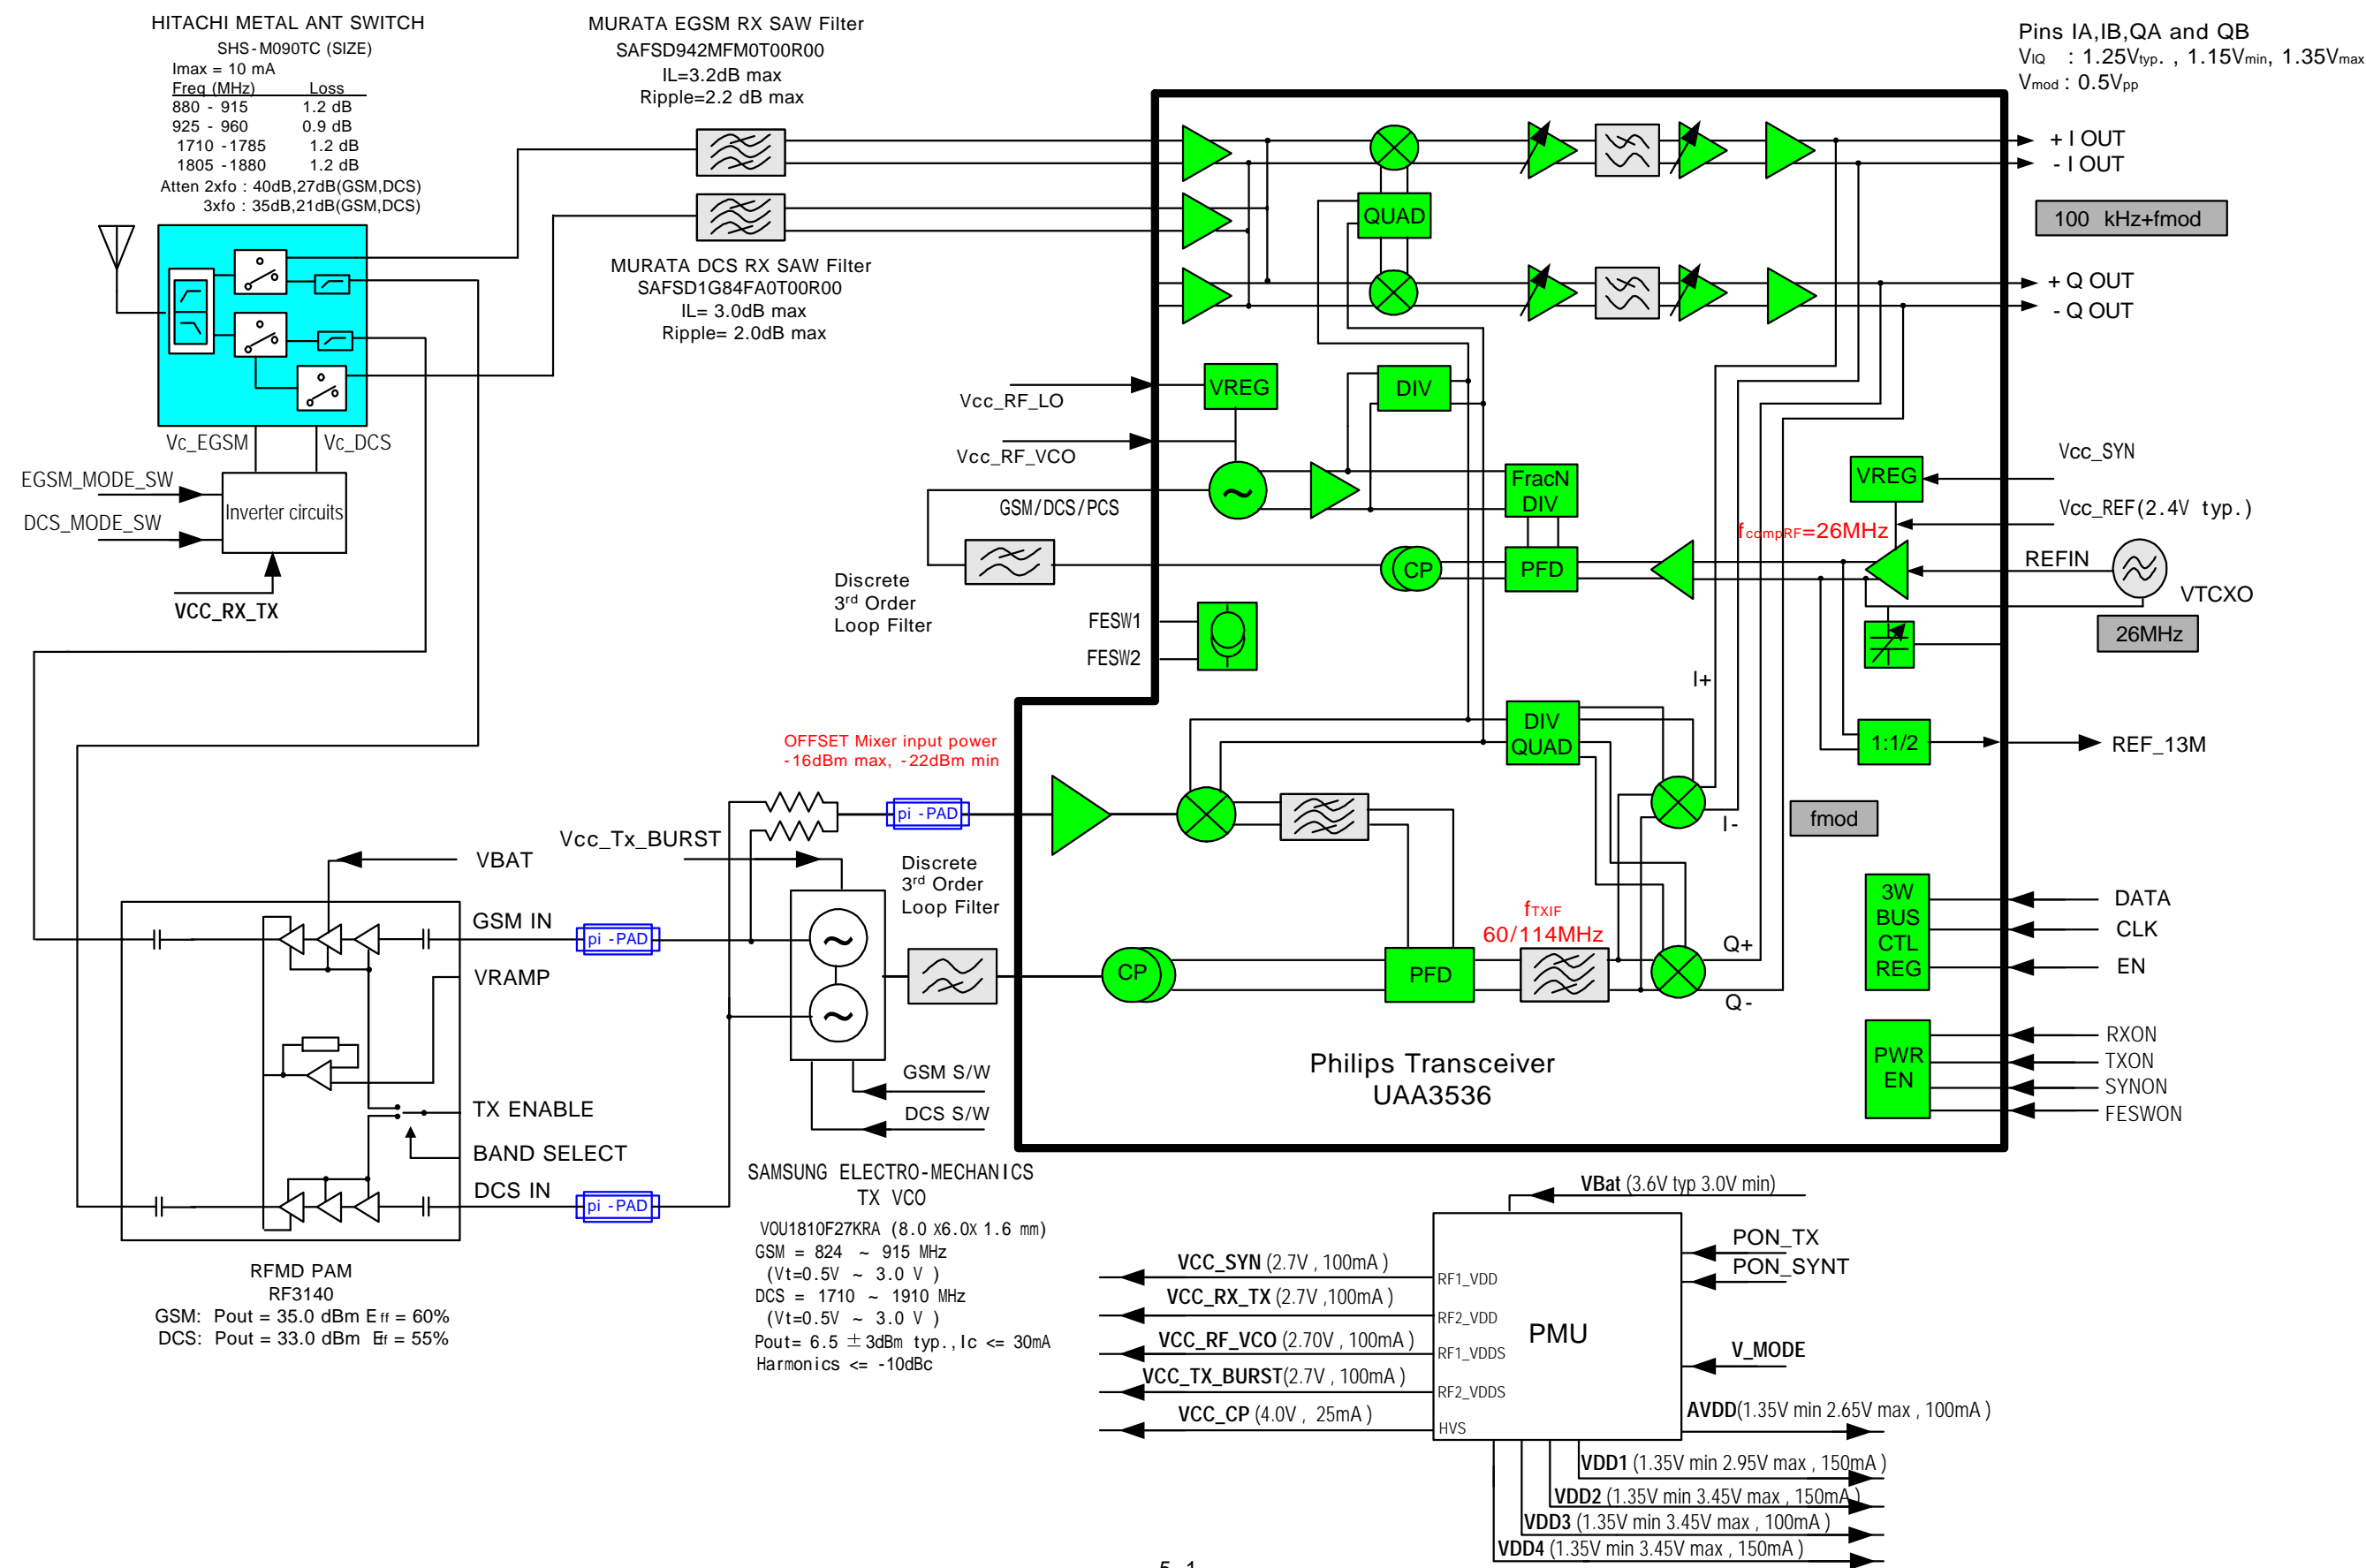 HITACHI METAL ANT SWITCH
SHS-M090TC (SIZE)
Imax = 10 mA
Freq (MHz) Loss
880 - 915 1.2 dB
925 - 960 0.9 dB
1710 -1785 1.2 dB
1805 -1880 1.2 dB
Atten 2xfo : 40dB,27dB(GSM,DCS)
3xfo : 35dB,21dB(GSM,DCS)
MURATA EGSM RX SAW Filter
SAFSD942MFM0T00R00
IL=3.2dB max
Ripple=2.2 dB max
Pins IA,IB,QA and QB
VIQ : 1.25Vtyp. , 1.15Vmin, 1.35Vmax
Vmod : 0.5Vpp
+ I OUT
- I OUT
QUAD
100 kHz+fmod
MURATA DCS RX SAW Filter
SAFSD1G84FA0T00R00
IL= 3.0dB max
Ripple= 2.0dB max
+ Q OUT
- Q OUT
Vc_EGSM
Vc_DCS
EGSM_MODE_SW
DCS_MODE_SW
Inverter circuits
VCC_RX_TX
Vcc_RF_LO
VREG
DIV
Vcc_RF_VCO
GSM/DCS/PCS
FracN
DIV
VREG
Vcc_SYN
Vcc_REF(2.4V typ.)
fcompRF=26MHz
CP
PFD
REFIN
VTCXO
26MHz
Discrete
3rd Order
Loop Filter
FESW1
FESW2
I+
DIV
QUAD
1:1/2
REF_13M
OFFSET Mixer input power
-16dBm max, -22dBm min
pi -PAD
I-
fmod
Vcc_Tx_BURST
VBAT
Discrete
3rd Order
Loop Filter
GSM IN
pi -PAD
VRAMP
CP
PFD
fTXIF
60/114MHz
Q+
Q-
3W
BUS
CTL
REG
DATA
CLK
EN
PWR
EN
RXON
TXON
SYNON
FESWON
Philips Transceiver
UAA3536
GSM S/W
DCS S/W
TX ENABLE
BAND SELECT
DCS IN
pi -PAD
RFMD PAM
RF3140
GSM: Pout = 35.0 dBm Eff = 60%
DCS: Pout = 33.0 dBm Eff = 55%
SAMSUNG ELECTRO-MECHANICS
TX VCO
VOU1810F27KRA (8.0 x6.0x 1.6 mm)
GSM = 824 ~ 915 MHz
(Vt=0.5V ~ 3.0 V )
DCS = 1710 ~ 1910 MHz
(Vt=0.5V ~ 3.0 V )
Pout= 6.5 ±3dBm typ.,Ic <= 30mA
Harmonics <= -10dBc
VBat (3.6V typ 3.0V min)
PON_TX
PON_SYNT
V_MODE
PMU
VCC_SYN (2.7V , 100mA )
RF1_VDD
VCC_RX_TX (2.7V ,100mA )
RF2_VDD
VCC_RF_VCO (2.70V , 100mA )
RF1_VDDS
VCC_TX_BURST(2.7V , 100mA )
RF2_VDDS
VCC_CP (4.0V , 25mA )
HVS
AVDD(1.35V min 2.65V max , 100mA )
VDD1 (1.35V min 2.95V max , 150mA )
VDD2 (1.35V min 3.45V max , 150mA )
VDD3 (1.35V min 3.45V max , 100mA )
VDD4 (1.35V min 3.45V max , 150mA )